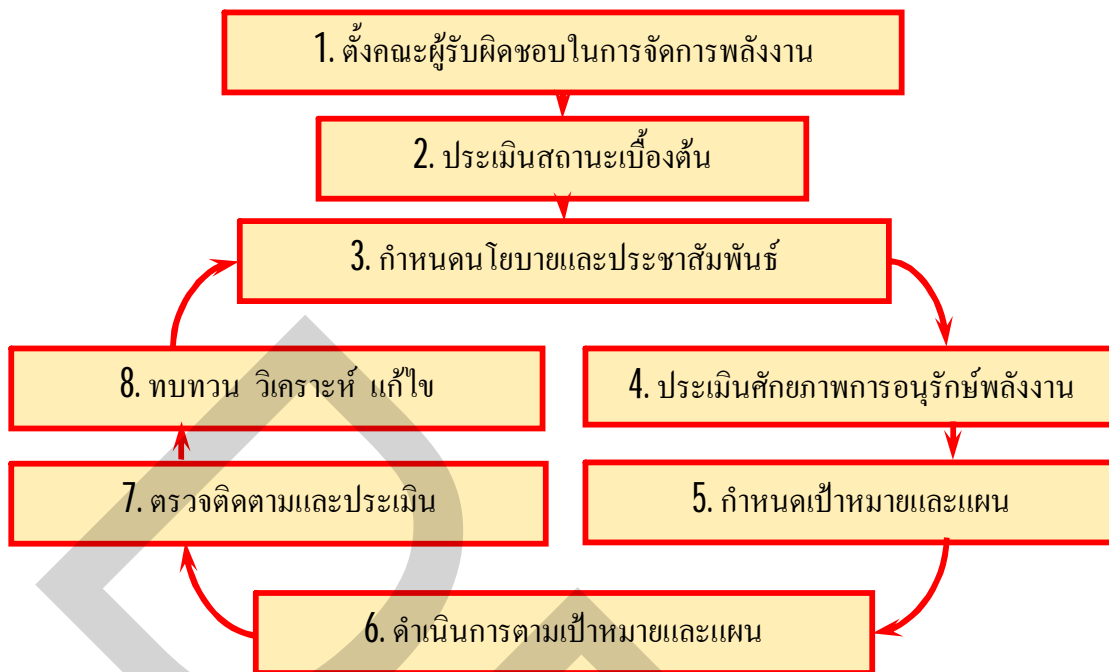 1. ตั้งคณะผู้รับผิดชอบในการจัดการพลังงาน
2. ประเมินสถานะเบื้องต้น
3. กำหนดนโยบายและประชาสัมพันธ์
8. ทบทวน วิเคราะห์ แก้ไข
4. ประเมินศักยภาพการอนุรักษ์พลังงาน
7. ตรวจติดตามและประเมิน
5. กำหนดเป้าหมายและแผน
6. ดำเนินการตามเป้าหมายและแผน